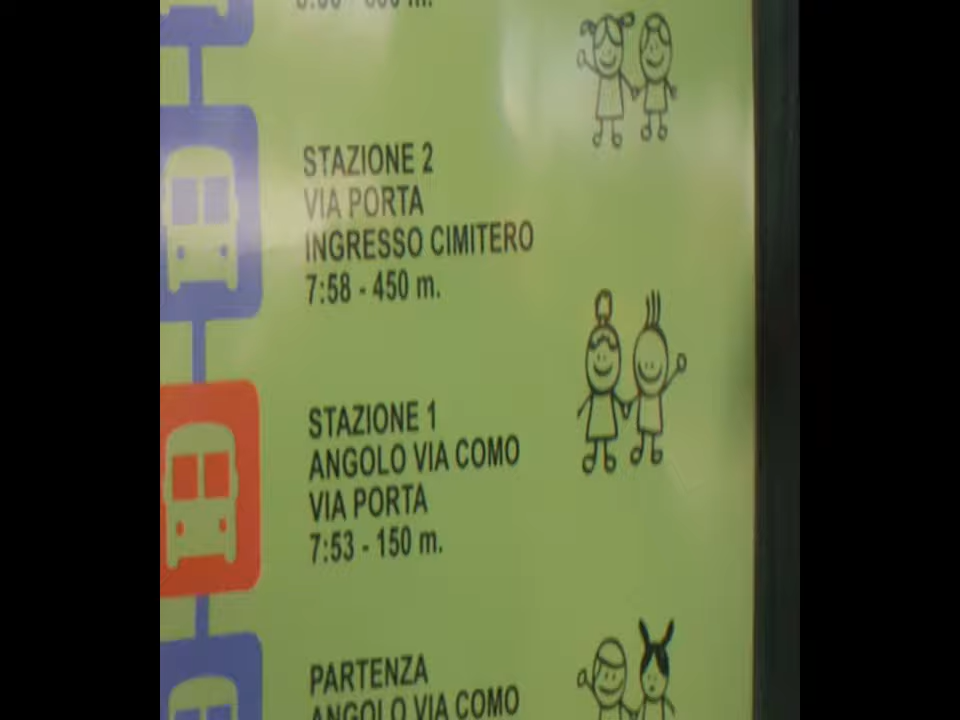 STAZIONE 2
VIA PORTA
INGRESSO CIMITERO
7:58 - 450 m.
STAZIONE 1
ANGOLO VIA COMO
VIA PORTA
7:53 - 150 m.
PARTENZA
ANGOLO VIA COMO